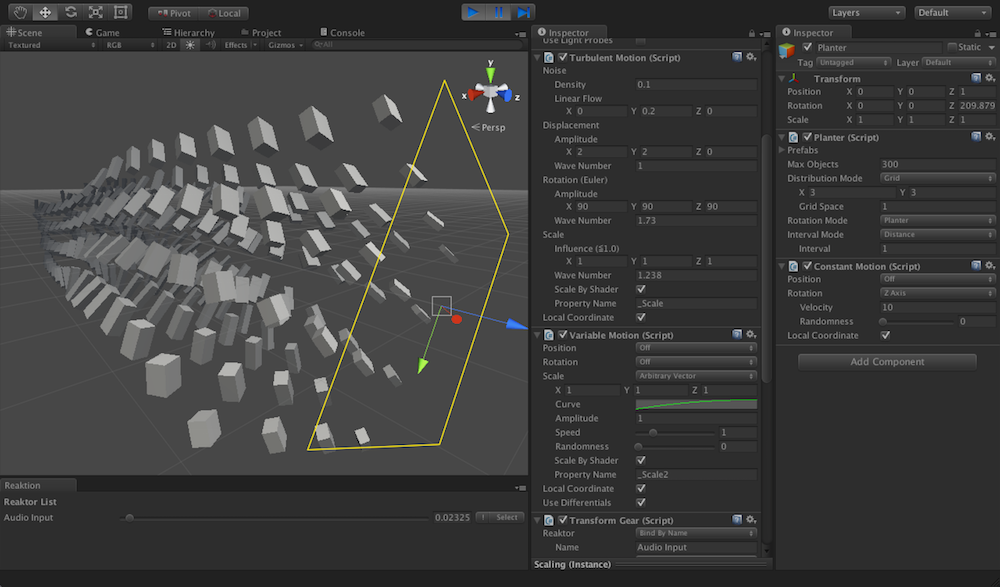 Pivot Local Layers Default
Scene Game Hierarchy Project Console
Textured RGB 2D Effects Gizmos All
y
x z
Persp
Reaktion
Reaktor List
Audio Input 0.02325 ! Select
Inspector
Use Light Probes
Turbulent Motion (Script)
Noise
Density 0.1
Linear Flow
X 0 Y 0.2 Z 0
Displacement
Amplitude
X 2 Y 2 Z 0
Wave Number 1
Rotation (Euler)
Amplitude
X 90 Y 90 Z 90
Wave Number 1.73
Scale
Influence (≦1.0)
X 1 Y 1 Z 1
Wave Number 1.238
Scale By Shader
Property Name _Scale
Local Coordinate
Variable Motion (Script)
Position Off
Rotation Off
Scale Arbitrary Vector
X 1 Y 1 Z 1
Curve
Amplitude 1
Speed 1
Randomness 0
Scale By Shader
Property Name _Scale2
Local Coordinate
Use Differentials
Transform Gear (Script)
Reaktor Bind By Name
Name Audio Input
Scaling (Instance)
Inspector
Planter Static
Tag Untagged Layer Default
Transform
Position X 0 Y 0 Z 1
Rotation X 0 Y 0 Z 209.879
Scale X 1 Y 1 Z 1
Planter (Script)
Prefabs
Max Objects 300
Distribution Mode Grid
X 3 Y 3
Grid Space 1
Rotation Mode Planter
Interval Mode Distance
Interval 1
Constant Motion (Script)
Position Off
Rotation Z Axis
Velocity 10
Randomness 0
Local Coordinate
Add Component